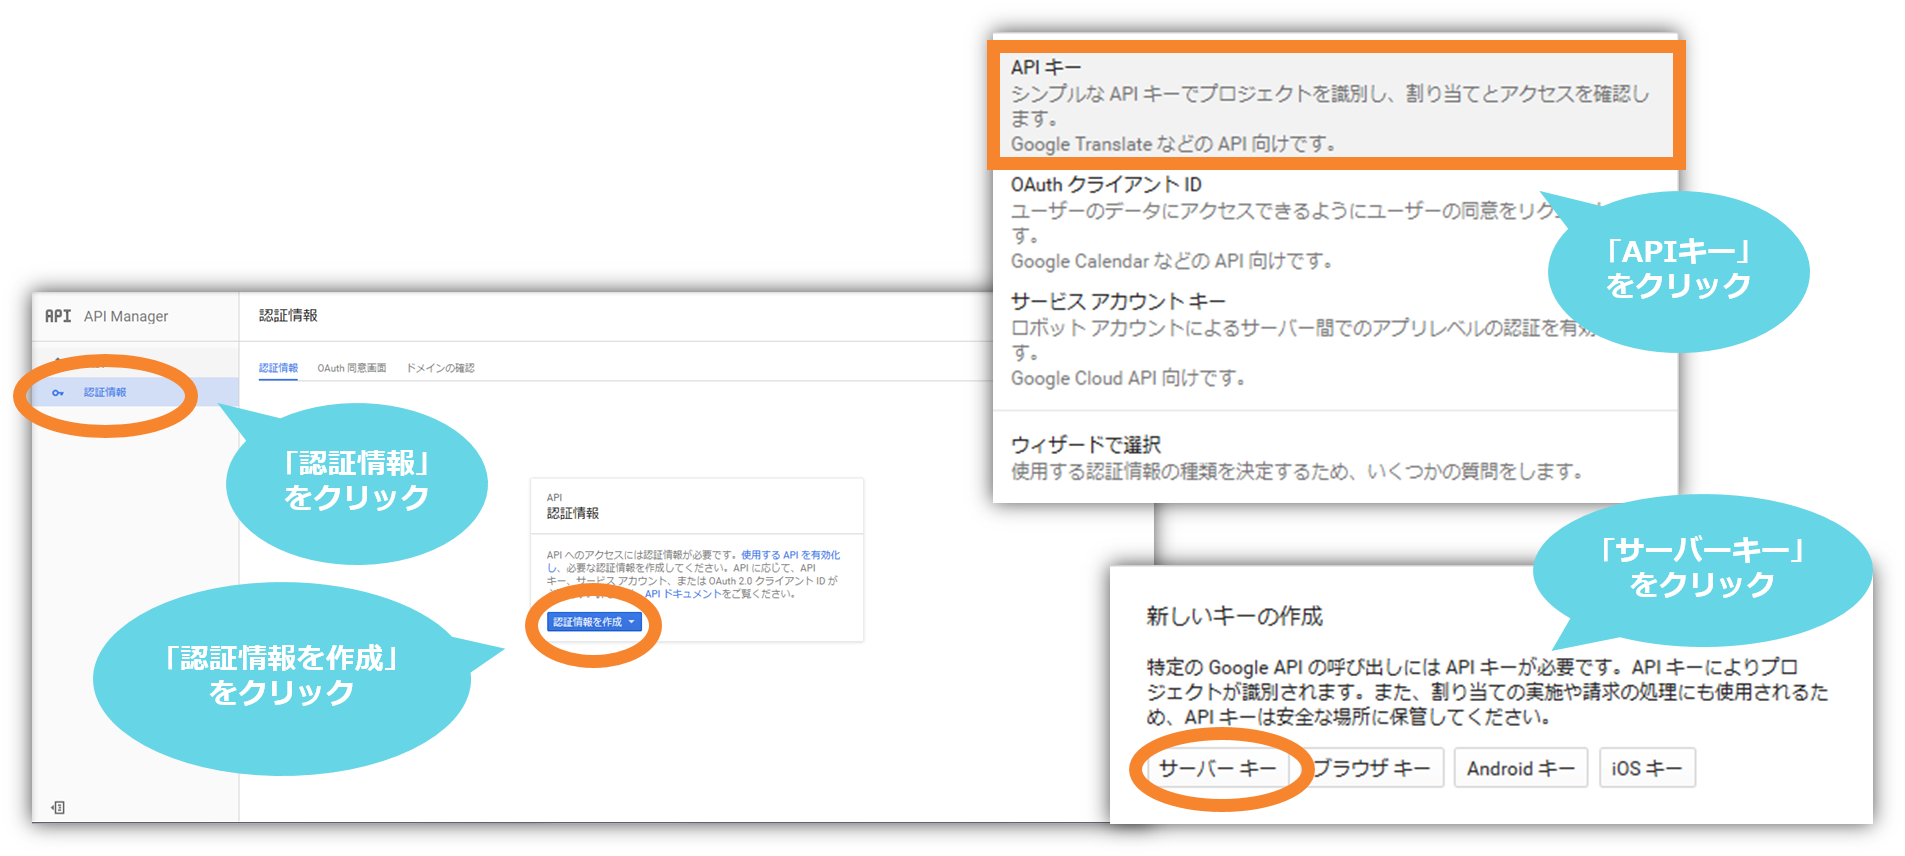 API API Manager
認証情報
認証情報
認証情報 OAuth 同意画面 ドメインの確認
「認証情報」
をクリック
API
認証情報
API へのアクセスには認証情報が必要です。使用する API を有効化
し、必要な認証情報を作成してください。API に応じて、API
キー、サービス アカウント、または OAuth 2.0 クライアント ID が
API ドキュメントをご覧ください。
認証情報を作成
「認証情報を作成」
をクリック
API キー
シンプルな API キーでプロジェクトを識別し、割り当てとアクセスを確認し
ます。
Google Translate などの API 向けです。
OAuth クライアント ID
ユーザーのデータにアクセスできるようにユーザーの同意をリク
す。
Google Calendar などの API 向けです。
「APIキー」
をクリック
サービス アカウント キー
ロボット アカウントによるサーバー間でのアプリレベルの認証を有効
す。
Google Cloud API 向けです。
ウィザードで選択
使用する認証情報の種類を決定するため、いくつかの質問をします。
「サーバーキー」
をクリック
新しいキーの作成
特定の Google API の呼び出しには API キーが必要です。API キーによりプロ
ジェクトが識別されます。また、割り当ての実施や請求の処理にも使用されるた
め、API キーは安全な場所に保管してください。
サーバー キー ブラウザ キー Android キー iOS キー